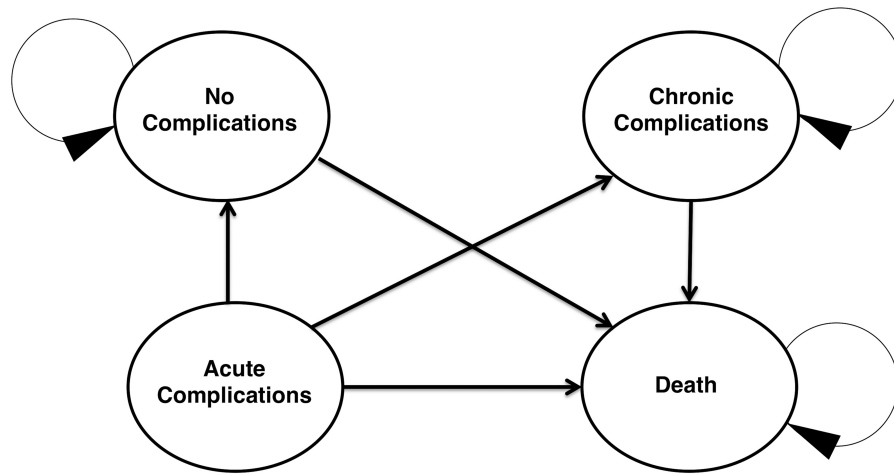 No
Complications
Chronic
Complications
Acute
Complications
Death